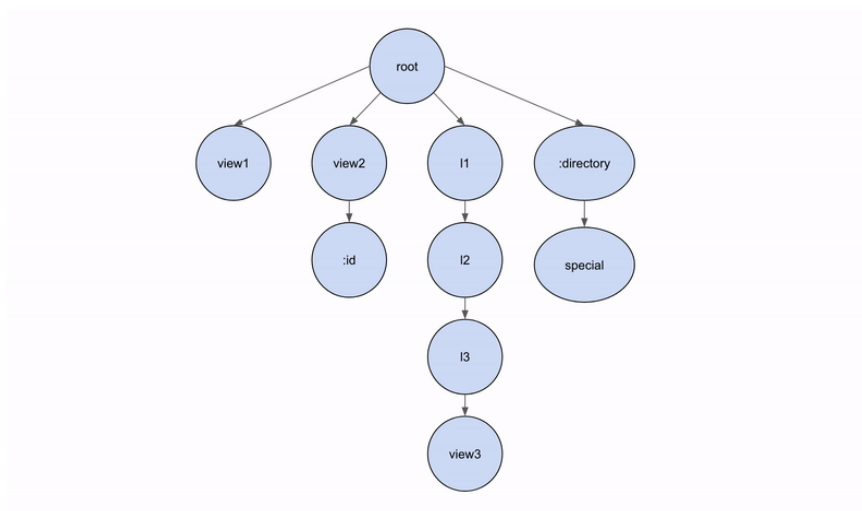 root
view1
view2
l1
:directory
:id
l2
special
l3
view3